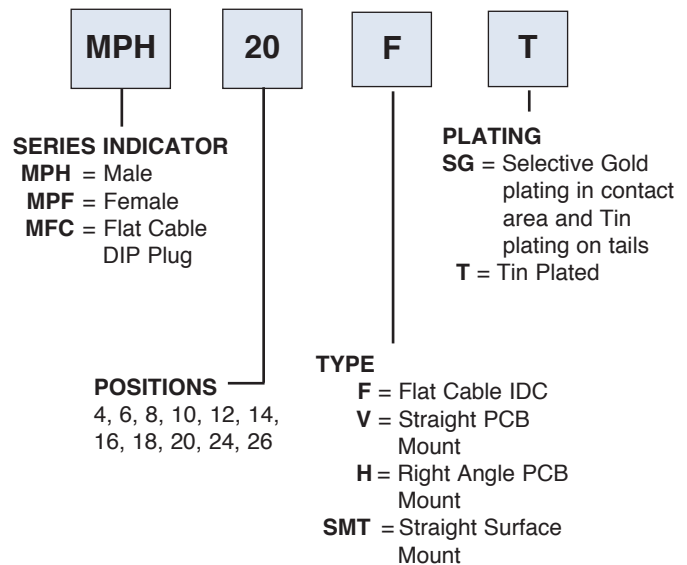 MPH 20 F T
SERIES INDICATOR
MPH = Male
MPF = Female
MFC = Flat Cable
DIP Plug
PLATING
SG = Selective Gold
plating in contact
area and Tin
plating on tails
T = Tin Plated
POSITIONS
4, 6, 8, 10, 12, 14,
16, 18, 20, 24, 26
TYPE
F = Flat Cable IDC
V = Straight PCB
Mount
H = Right Angle PCB
Mount
SMT = Straight Surface
Mount